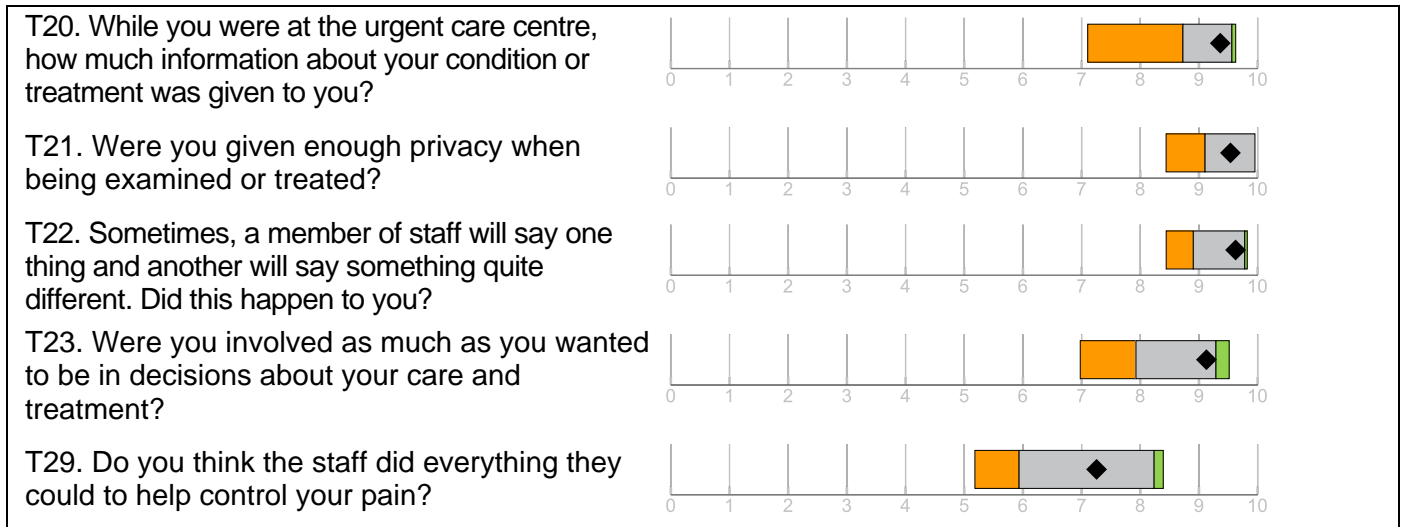 T20. While you were at the urgent care centre,
how much information about your condition or
treatment was given to you?
0 1 2 3 4 5 6 7 8 9 10
T21. Were you given enough privacy when
being examined or treated?
0 1 2 3 4 5 6 7 8 9 10
T22. Sometimes, a member of staff will say one
thing and another will say something quite
different. Did this happen to you?
0 1 2 3 4 5 6 7 8 9 10
T23. Were you involved as much as you wanted
to be in decisions about your care and
treatment?
0 1 2 3 4 5 6 7 8 9 10
T29. Do you think the staff did everything they
could to help control your pain?
0 1 2 3 4 5 6 7 8 9 10